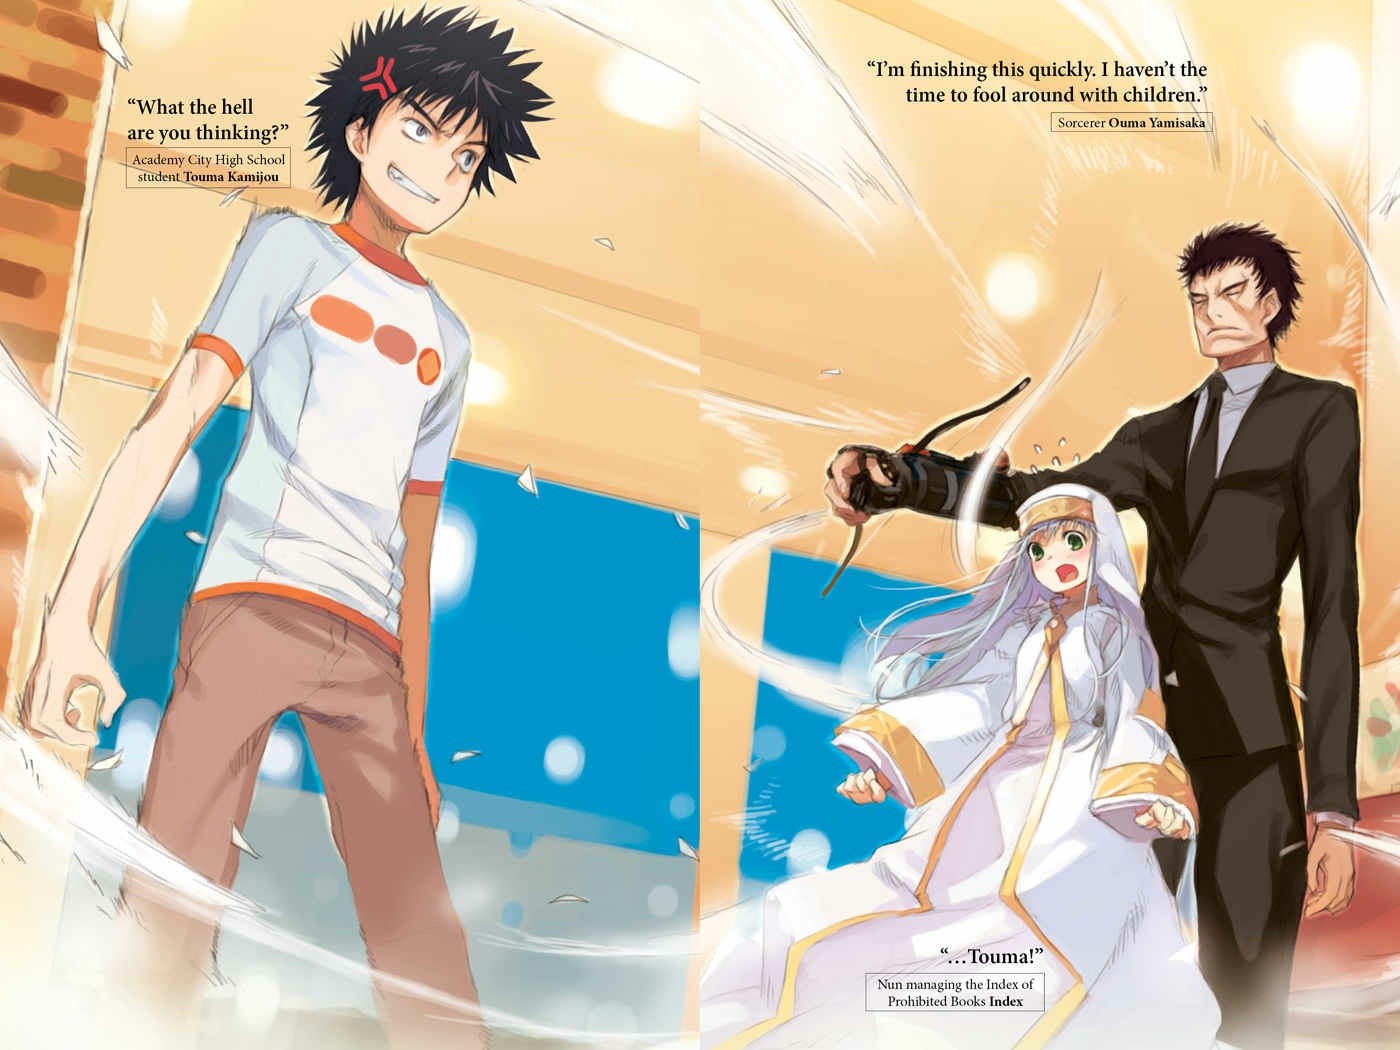 “What the hell
are you thinking?”
Academy City High School
student Touma Kamijou
“I’m finishing this quickly. I haven’t the
time to fool around with children.”
Sorcerer Ouma Yamisaka
“…Touma!”
Nun managing the Index of
Prohibited Books Index